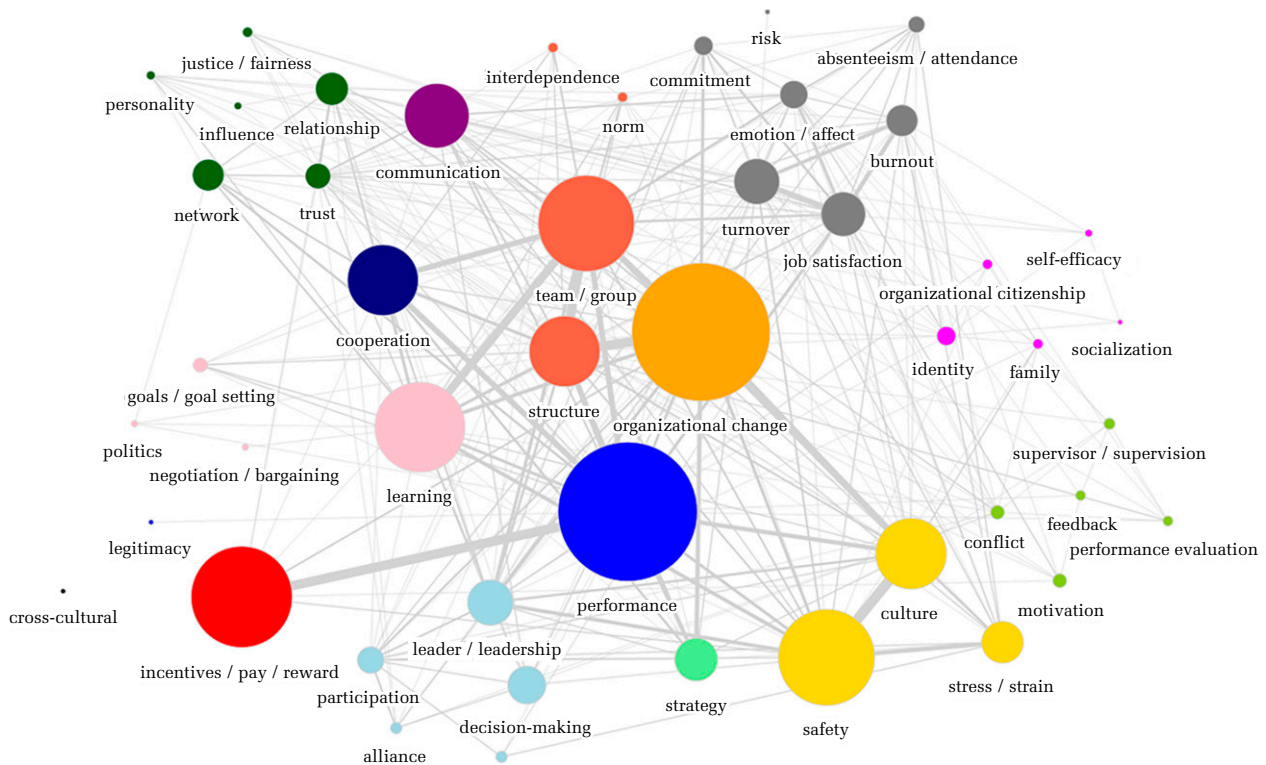 risk
justice / fairness
absenteeism / attendance
interdependence
commitment
personality
influence
relationship
norm
emotion / affect
burnout
communication
network
trust
turnover
job satisfaction
self-efficacy
organizational citizenship
team / group
cooperation
socialization
identity
family
goals / goal setting
structure
organizational change
politics
supervisor / supervision
negotiation / bargaining
learning
feedback
conflict
legitimacy
performance evaluation
performance
culture
motivation
cross-cultural
leader / leadership
incentives / pay / reward
stress / strain
participation
strategy
decision-making
safety
alliance